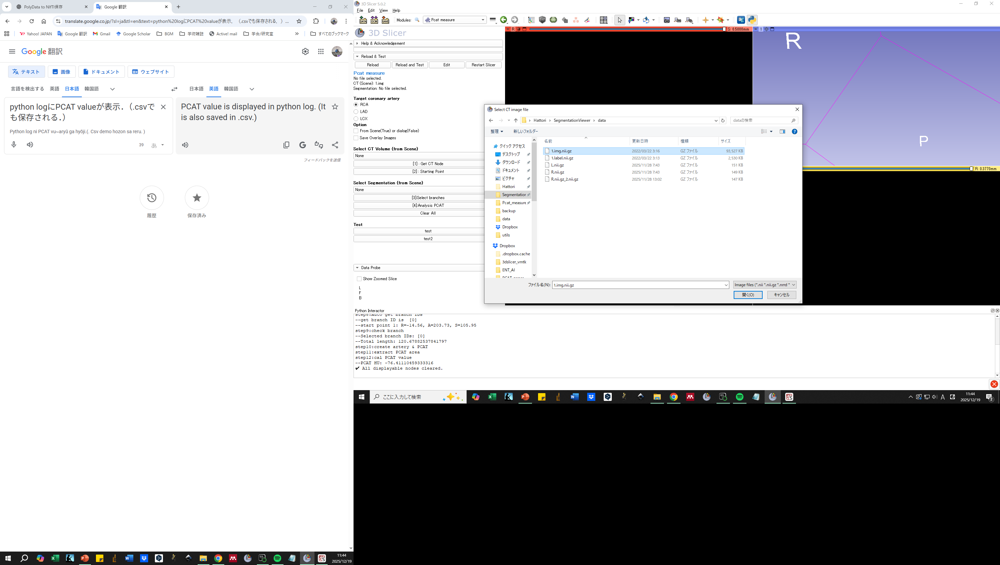 PolyData to NIfTI保存
Google 翻訳
translate.google.co.jp/?sl=ja&tl=en&text=python%20logにPCAT%20valueが表示．（.csvでも保存される．）...
Yahoo! JAPAN
Google 翻訳
Gmail
Google Scholar
BGM
学術雑誌
Active! mail
学会/研究室
»
すべてのブックマーク
Google 翻訳
テキスト
画像
ドキュメント
ウェブサイト
言語を検出する
英語
日本語
韓国語
日本語
英語
韓国語
python logにPCAT valueが表示．（.csvで
も保存される．）
Python log ni PCAT vu~aryū ga hyōji.(. Csv demo hozon sa reru. )
39
あ
PCAT value is displayed in python log. (It
is also saved in .csv.)
フィードバックを送信
履歴
保存済み
11:44
2025/12/19
3D Slicer 5.0.2
File
Edit
View
Help
DATA
DCM
SAVE
Modules:
Pcat measure
3D Slicer
Help & Acknowledgement
Reload & Test
Reload
Reload and Test
Edit
Restart Slicer
Pcat measure
No file selected.
CT (Scene): 1.img
Segmentation: No file selected.
Target coronary artery
RCA
LAD
LCX
Option
From Scene(True) or dialog(False)
Save Overlay Images
Select CT Volume (from Scene)
None
[1] : Get CT Node
[2] : Starting Point
Select Segmentation (from Scene)
None
[3]:Select branches
[4]:Analysis PCAT
Clear All
Test
test
test2
Data Probe
Show Zoomed Slice
L
F
B
R
S: 0.5000mm
1
R
P
R: 0.3770mm
Select CT image file
Hattori
SegmentationViewer
data
dataの検索
整理
新しいフォルダー
名前
更新日時
種類
サイズ
1.img.nii.gz
2022/03/22 3:16
GZ ファイル
93,527 KB
1.label.nii.gz
2022/03/22 3:13
GZ ファイル
2,530 KB
L.nii.gz
2025/11/28 7:43
GZ ファイル
151 KB
R.nii.gz
2025/11/28 7:43
GZ ファイル
149 KB
R.nii.gz_2.nii.gz
2025/11/28 13:02
GZ ファイル
147 KB
クイック アクセス
デスクトップ
ダウンロード
ドキュメント
ピクチャ
Hattori
Segmentatior
Pcat_measure
backup
data
Dropbox
utils
Dropbox
.dropbox.cache
3dslicer_vmtk
ENT_AI
ファイル名(N):
1.img.nii.gz
Image files (*.nii *.nii.gz *.nrrd *
開く(O)
キャンセル
Python Interactor
step8:Auto get branch IDs
--get branch ID is  [0]
--start point 1: R=-14.56, A=203.73, S=105.95
step9:check branch
--Selected branch IDs: [0]
--Total length: 120.67882537841797
step10:create artery & PCAT
step11:extract PCAT area
step12:cal PCAT value
--PCAT HU: -76.41110459333316
✔ All displayable nodes cleared.
ここに入力して検索
A
11:44
2025/12/19
2